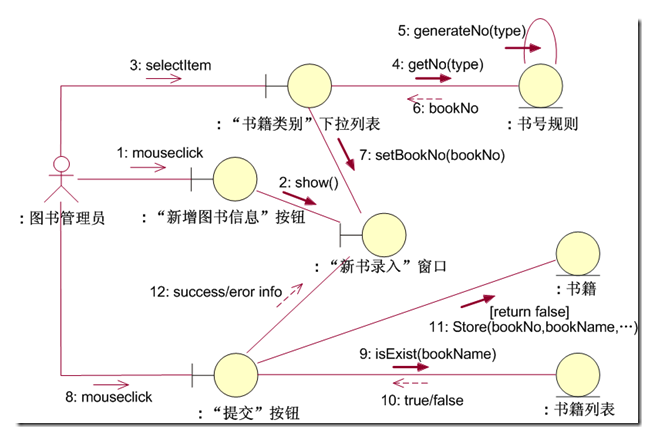 5: generateNo(type)
3: selectItem
4: getNo(type)
6: bookNo
: “书籍类别”下拉列表
: 书号规则
1: mouseclick
7: setBookNo(bookNo)
2: show()
: 图书管理员
: “新增图书信息”按钮
: “新书录入”窗口
12: success/eror info
: 书籍
[return false]
11: Store(bookNo,bookName,…)
9: isExist(bookName)
8: mouseclick
10: true/false
: “提交”按钮
: 书籍列表